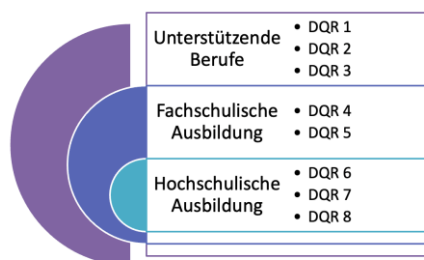 Unterstützende
Berufe
• DQR 1
• DQR 2
• DQR 3
Fachschulische
Ausbildung
• DQR 4
• DQR 5
Hochschulische
Ausbildung
• DQR 6
• DQR 7
• DQR 8